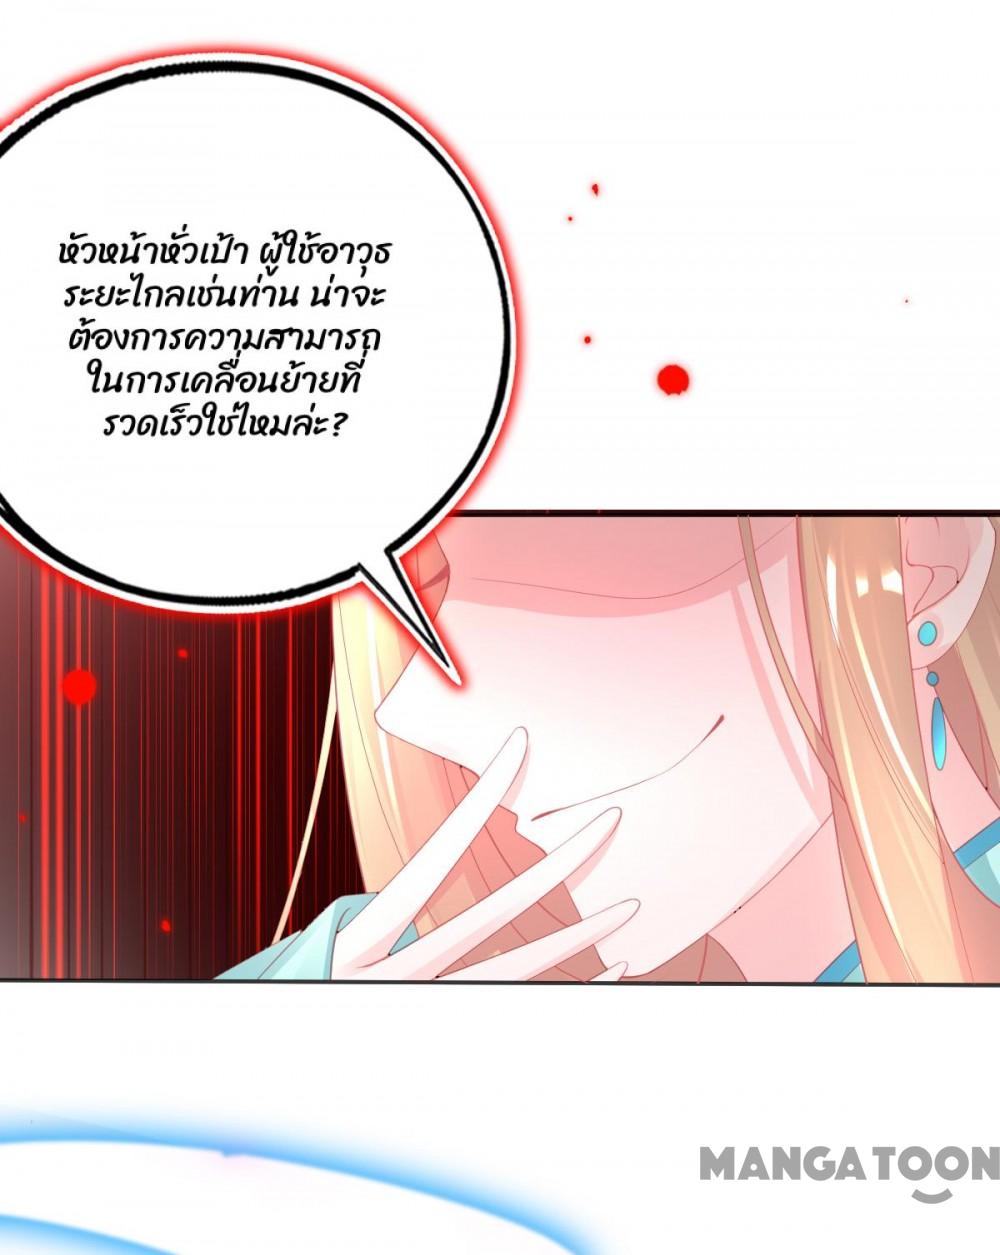 หัวหน้าหั่วเป้า ผู้ใช้อาวุธ
ระยะไกลเช่นท่าน น่าจะ
ต้องการความสามารถ
ในการเคลื่อนย้ายที่
รวดเร็วใช่ไหมล่ะ?
MANGATOON